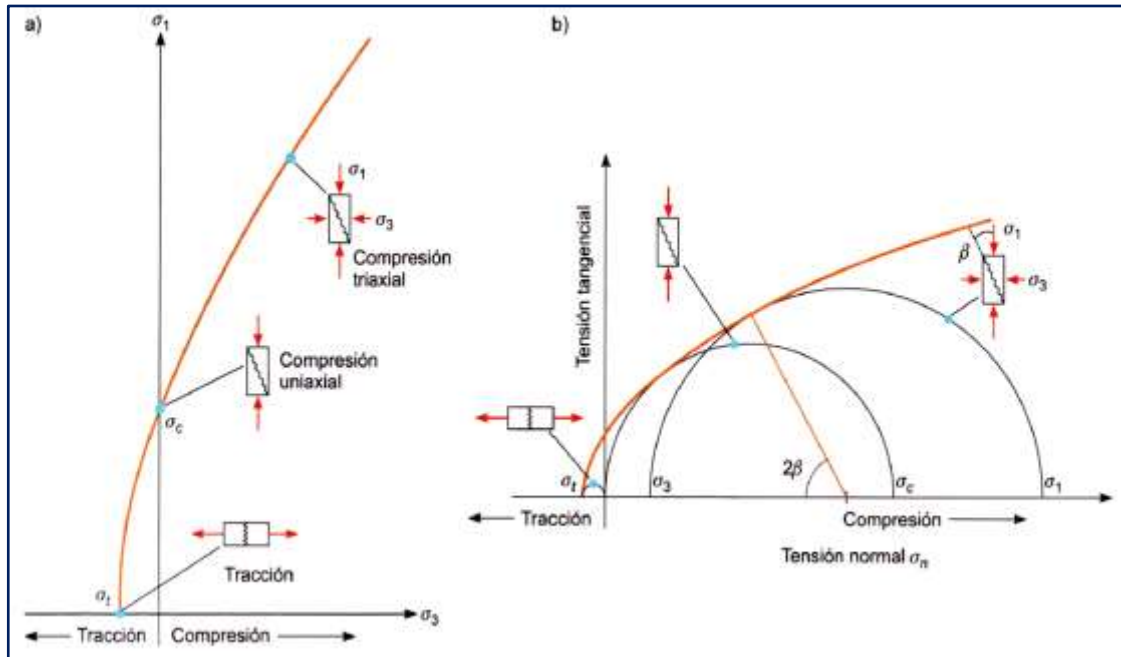 a)
σ₁
σ₁
σ₃
Compresión
triaxial
Compresión
uniaxial
σc
σt
Tracción
σ₃
Tracción
Compresión
b)
Tensión tangencial
σ₁
β
σ₃
2β
σt
σ₃
σc
σ₁
Tracción
Compresión
Tensión normal σn